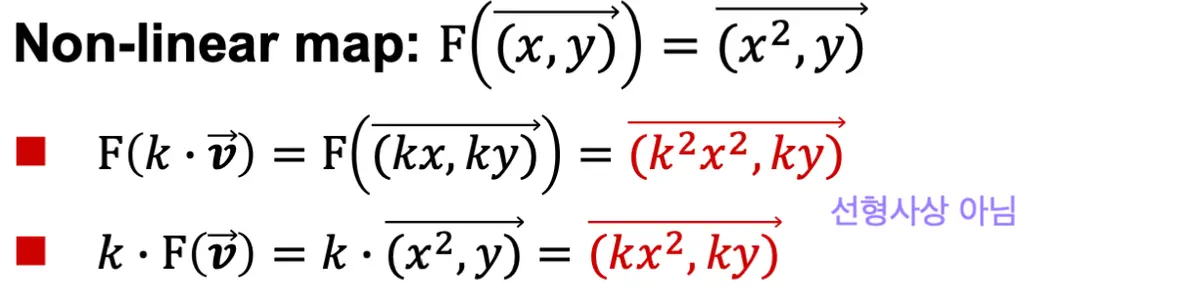 Non-linear map: F((x, y)) = (x², y)
■ F(k · v⃗) = F((kx, ky)) = (k²x², ky)
선형사상 아님
■ k · F(v⃗) = k · (x², y) = (kx², ky)